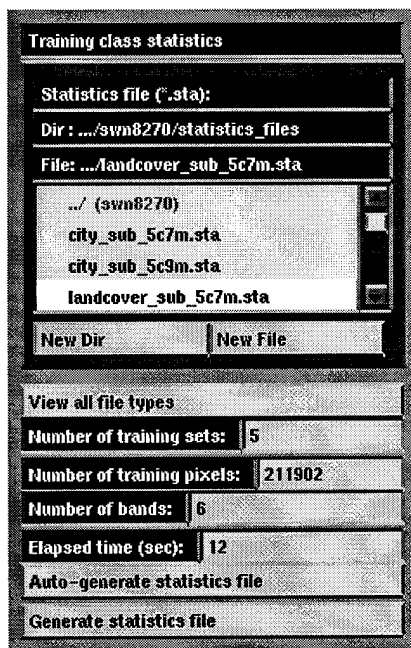 Training class statistics
Statistics file (*.sta):
Dir : .../swn8270/statistics_files
File: .../landcover_sub_5c7m.sta
../ (swn8270)
city_sub_5c7m.sta
city_sub_5c9m.sta
landcover_sub_5c7m.sta
New Dir New File
View all file types
Number of training sets: 5
Number of training pixels: 211902
Number of bands: 6
Elapsed time (sec): 12
Auto-generate statistics file
Generate statistics file